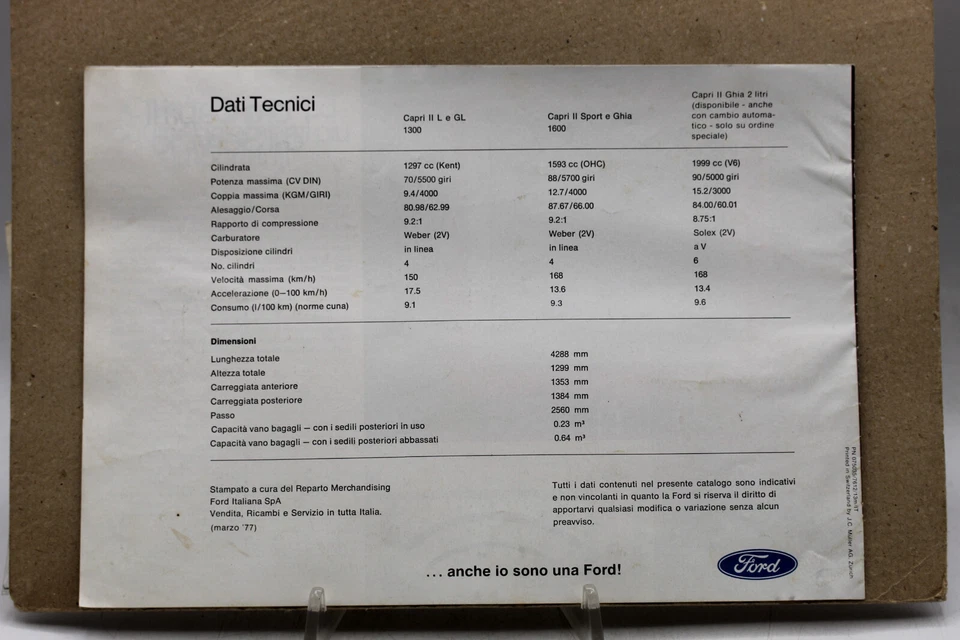 Dati Tecnici
Capri II L e GL
1300
Capri II Sport e Ghia
1600
Capri II Ghia 2 litri
(disponibile - anche
con cambio automa-
tico - solo su ordine
speciale)
Cilindrata 1297 cc (Kent) 1593 cc (OHC) 1999 cc (V6)
Potenza massima (CV DIN) 70/5500 giri 88/5700 giri 90/5000 giri
Coppia massima (KGM/GIRI) 9.4/4000 12.7/4000 15.2/3000
Alesaggio/Corsa 80.98/62.99 87.67/66.00 84.00/60.01
Rapporto di compressione 9.2:1 9.2:1 8.75:1
Carburatore Weber (2V) Weber (2V) Solex (2V)
Disposizione cilindri in linea in linea a V
No. cilindri 4 4 6
Velocità massima (km/h) 150 168 168
Accelerazione (0–100 km/h) 17.5 13.6 13.4
Consumo (l/100 km) (norme cuna) 9.1 9.3 9.6
Dimensioni
Lunghezza totale 4288 mm
Altezza totale 1299 mm
Carreggiata anteriore 1353 mm
Carreggiata posteriore 1384 mm
Passo 2560 mm
Capacità vano bagagli – con i sedili posteriori in uso 0.23 m³
Capacità vano bagagli – con i sedili posteriori abbassati 0.64 m³
Stampato a cura del Reparto Merchandising
Ford Italiana SpA
Vendita, Ricambi e Servizio in tutta Italia.
(marzo '77)
Tutti i dati contenuti nel presente catalogo sono indicativi
e non vincolanti in quanto la Ford si riserva il diritto di
apportarvi qualsiasi modifica o variazione senza alcun
preavviso.
... anche io sono una Ford!
Ford
Printed in Switzerland by J.C. Müller AG, Zürich